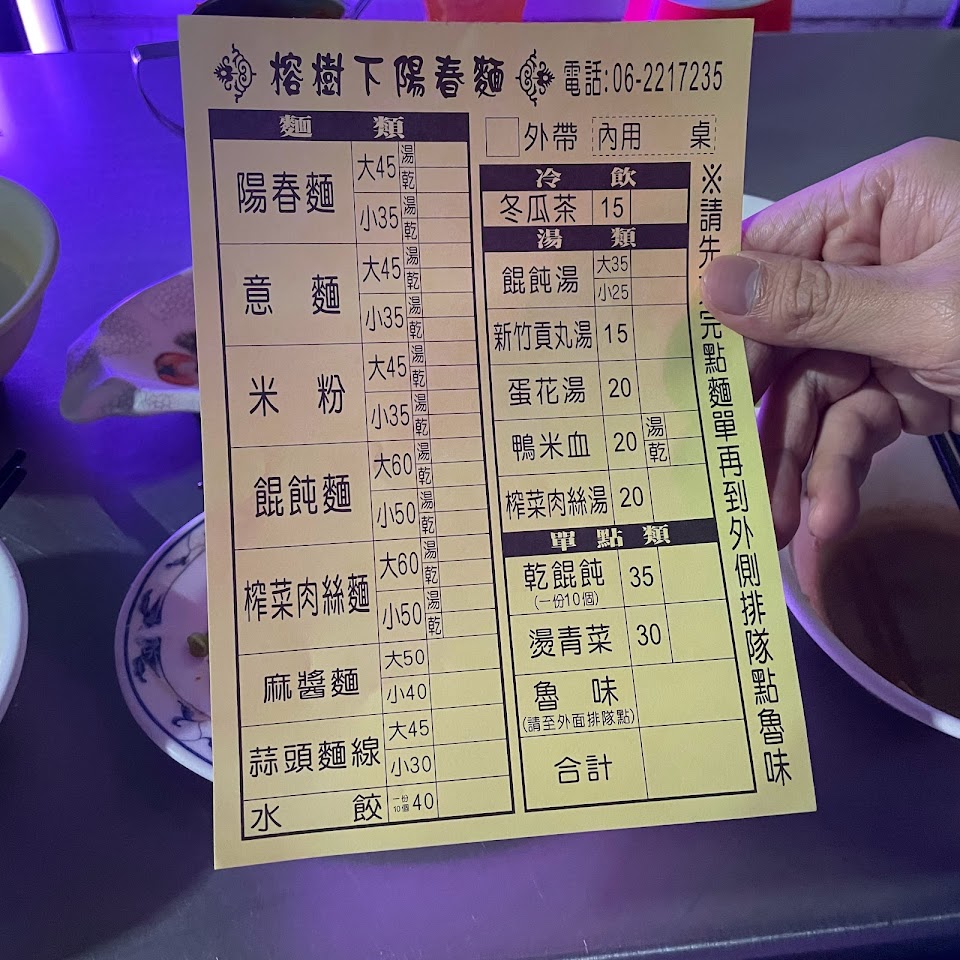 榕樹下陽春麵 電話:06-2217235
麵 類
陽春麵 大45 湯 乾
小35 湯 乾
意 麵 大45 湯 乾
小35 湯 乾
米 粉 大45 湯 乾
小35 湯 乾
餛飩麵 大60 湯 乾
小50 湯 乾
榨菜肉絲麵 大60 湯 乾
小50 湯 乾
麻醬麵 大50
小40
蒜頭麵線 大45
小30
水 餃 一份10個 40
外帶 內用 桌
冷 飲
冬瓜茶 15
湯 類
餛飩湯 大35
小25
新竹貢丸湯 15
蛋花湯 20
鴨米血 20 湯 乾
榨菜肉絲湯 20
單 點 類
乾餛飩 35
(一份10個)
燙青菜 30
魯 味
(請至外面排隊點)
合計
※請先 完點麵單再到外側排隊點魯味